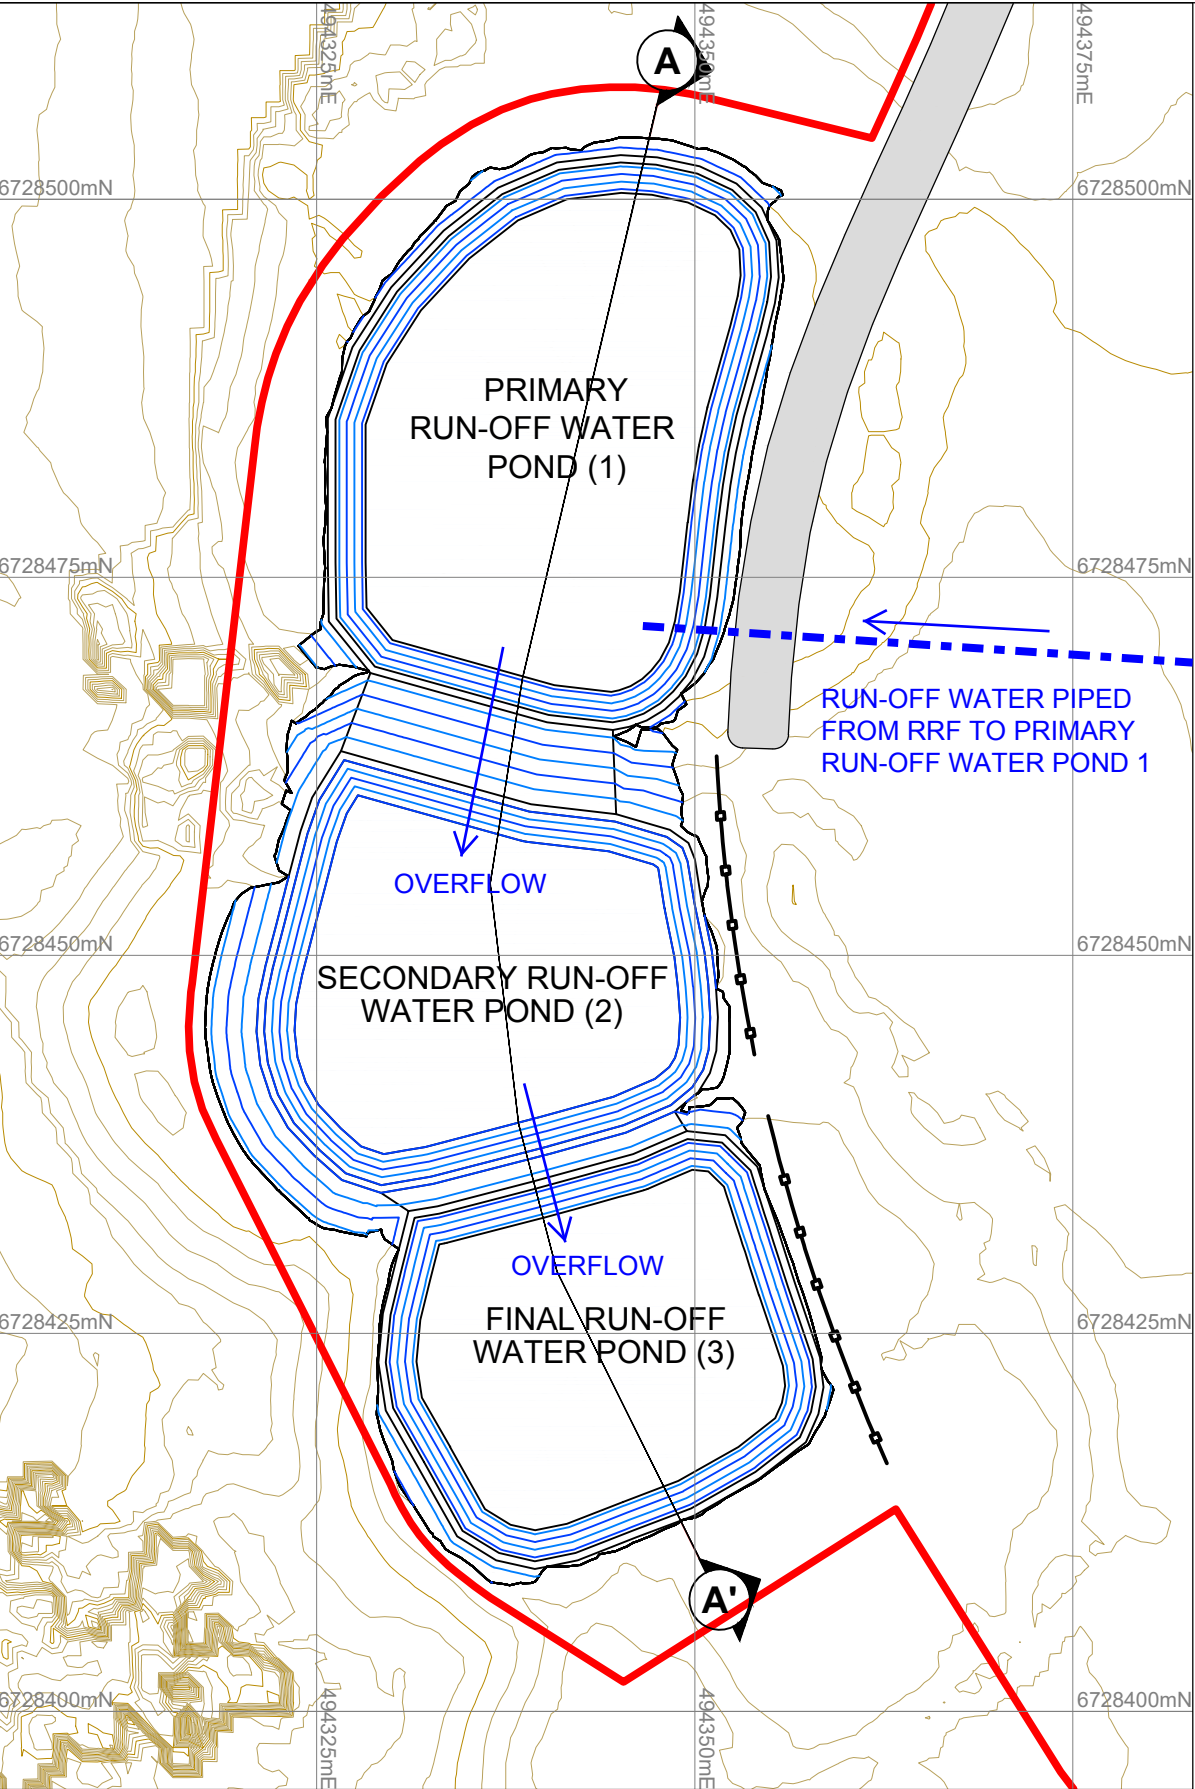 494325mE
494350mE
494375mE
A
6728500mN
6728500mN
PRIMARY
RUN-OFF WATER
POND (1)
6728475mN
6728475mN
RUN-OFF WATER PIPED
FROM RRF TO PRIMARY
RUN-OFF WATER POND 1
OVERFLOW
6728450mN
6728450mN
SECONDARY RUN-OFF
WATER POND (2)
OVERFLOW
FINAL RUN-OFF
WATER POND (3)
6728425mN
6728425mN
A'
6728400mN
6728400mN
494325mE
494350mE